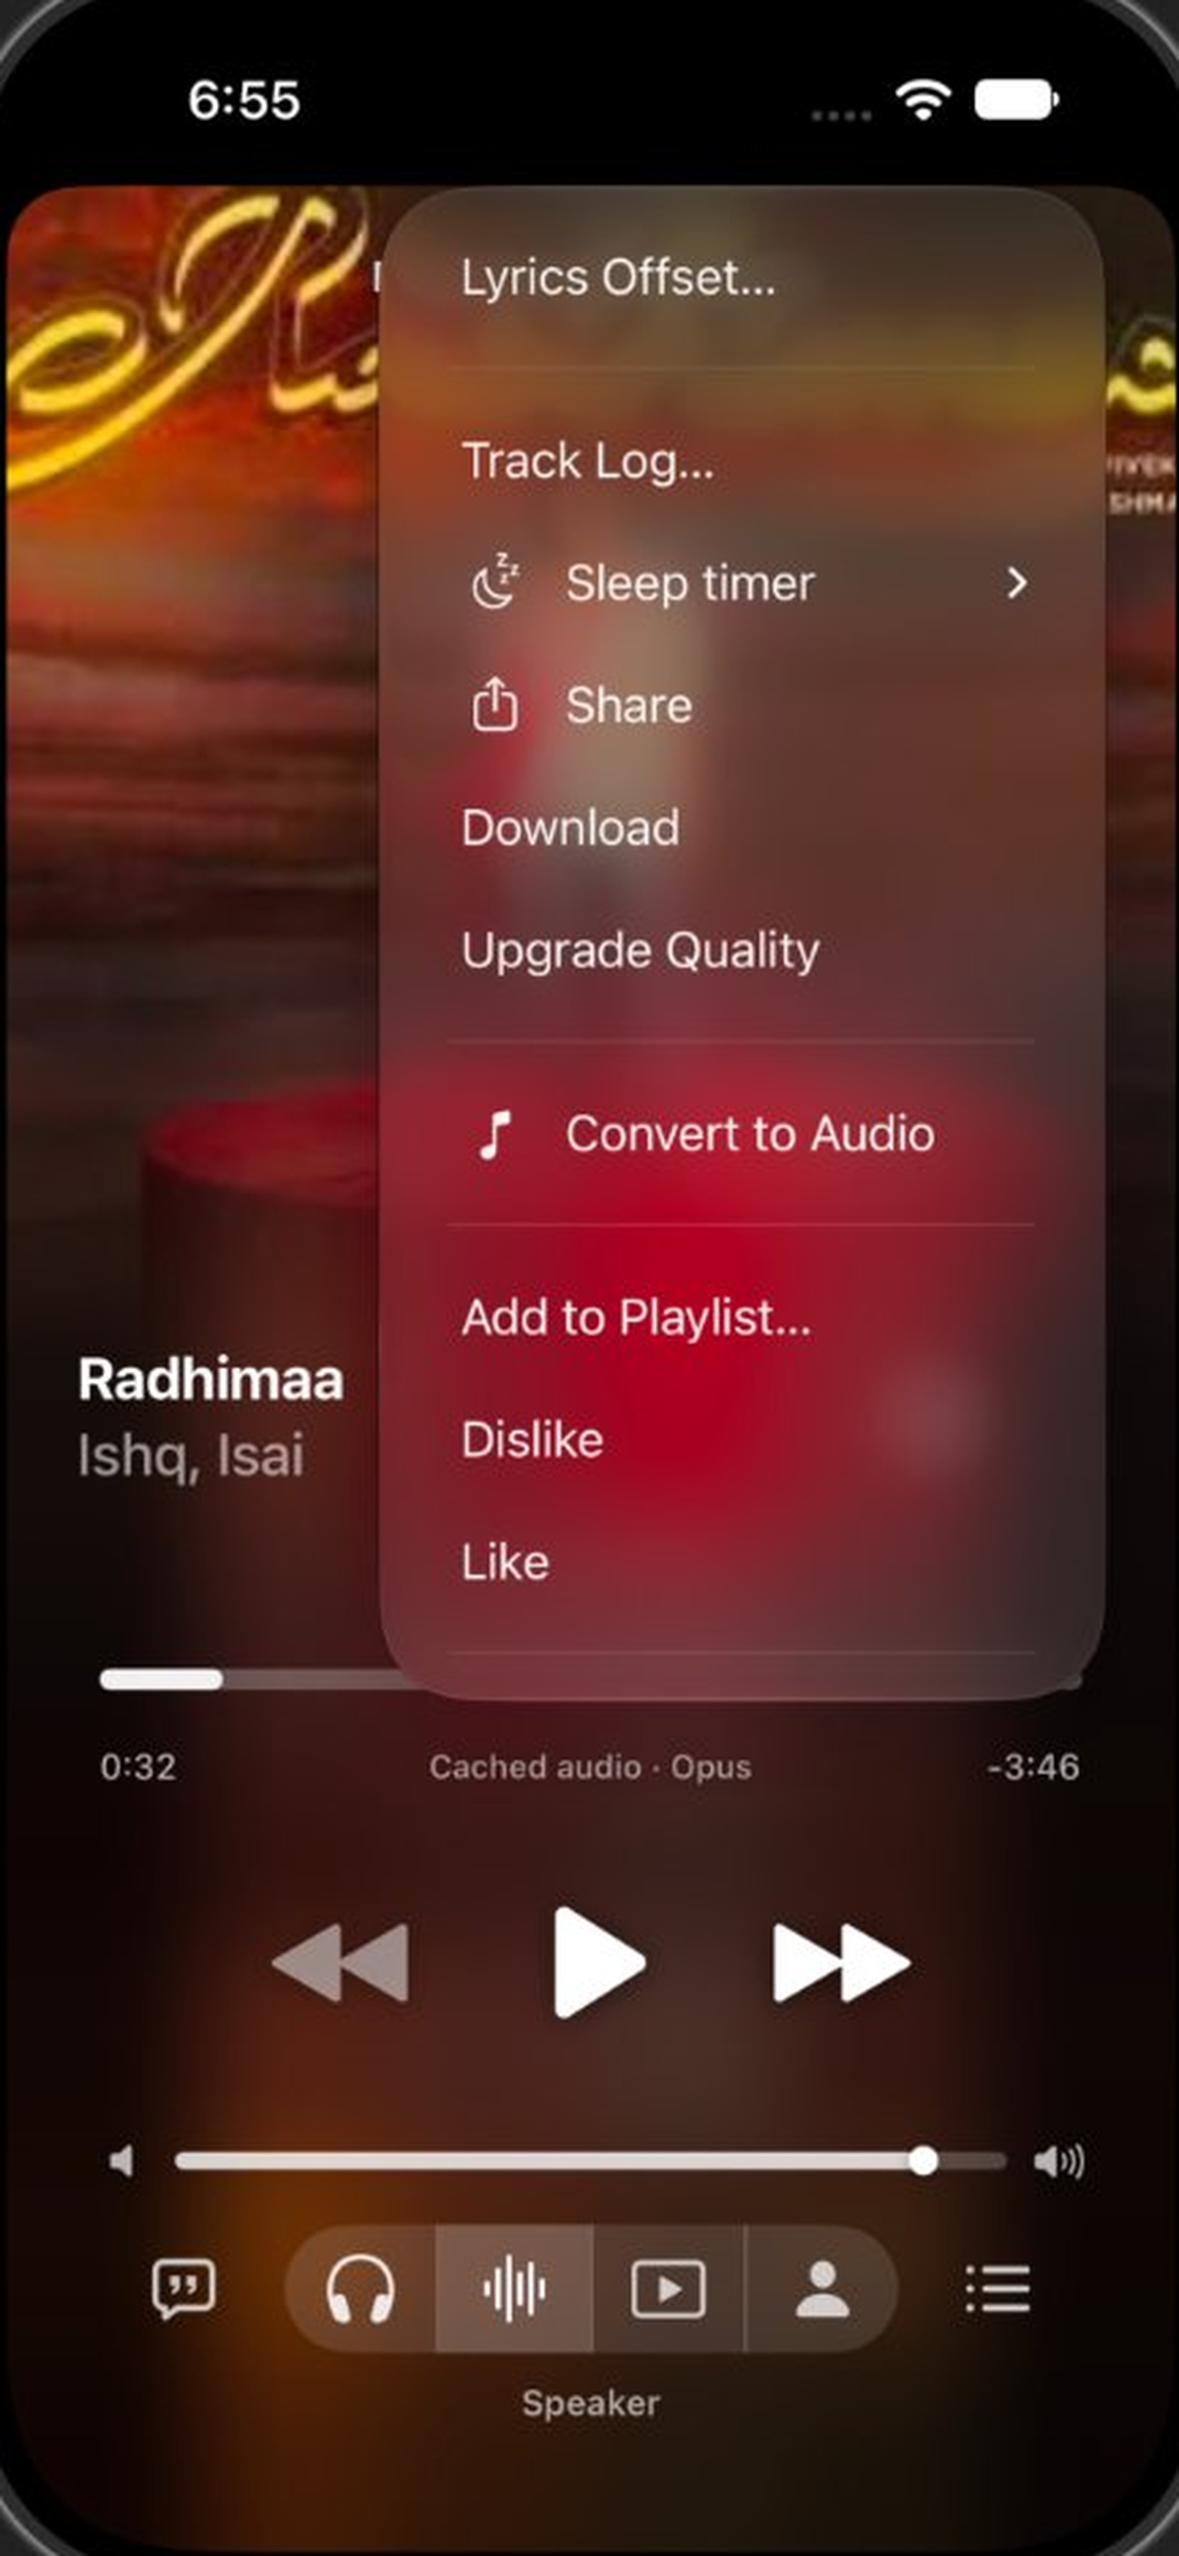 6:55
Lyrics Offset...
Track Log...
Sleep timer
Share
Download
Upgrade Quality
Convert to Audio
Add to Playlist...
Dislike
Like
Radhimaa
Ishq, Isai
0:32
Cached audio · Opus
-3:46
Speaker